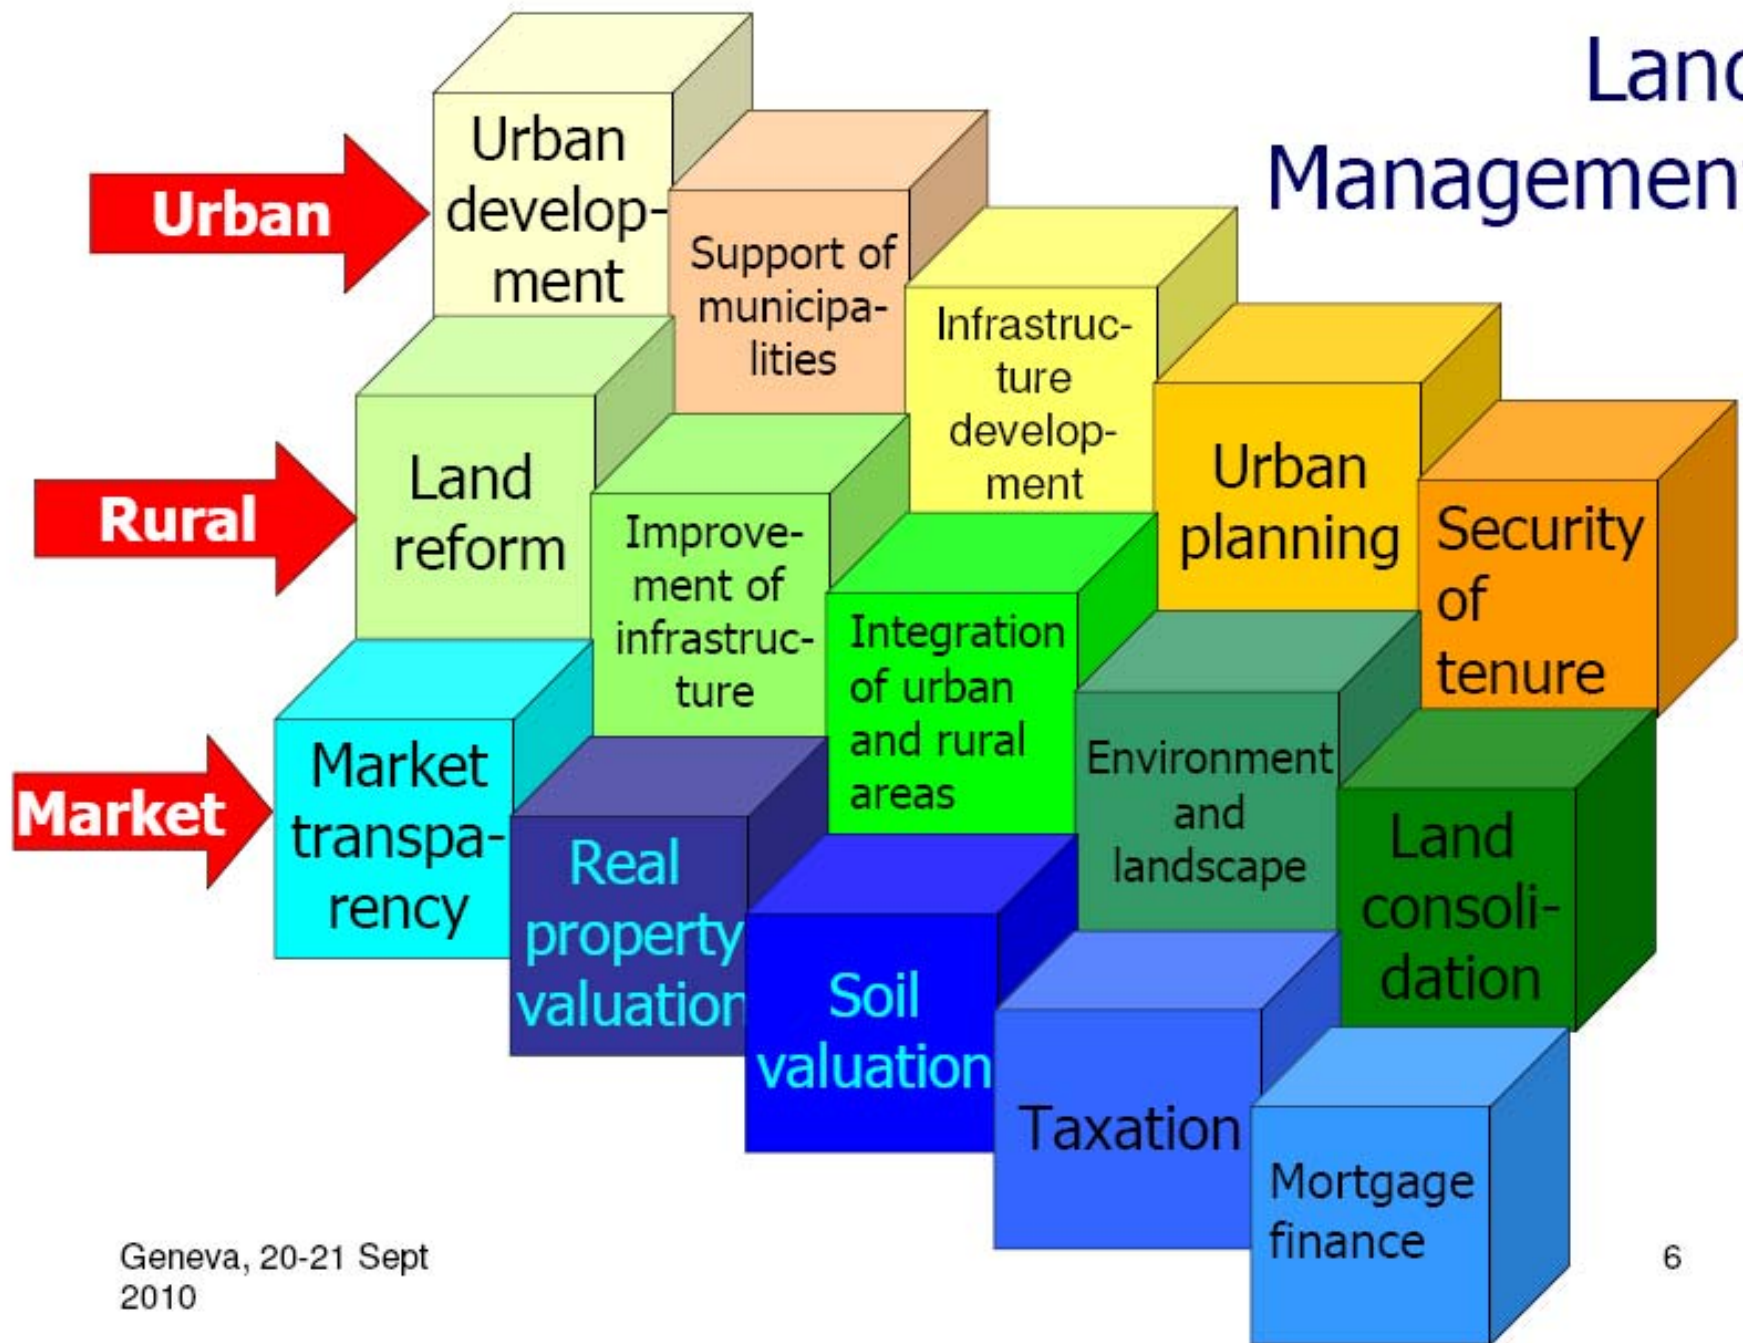 Land
Management
Urban
Urban
develop-
ment
Support of
municipa-
lities
Infrastruc-
ture
develop-
ment
Urban
planning
Security
of
tenure
Rural
Land
reform
Improve-
ment of
infrastruc-
ture
Integration
of urban
and rural
areas
Environment
and
landscape
Land
consoli-
dation
Market
Market
transpa-
rency
Real
property
valuation
Soil
valuation
Taxation
Mortgage
finance
Geneva, 20-21 Sept
2010
6